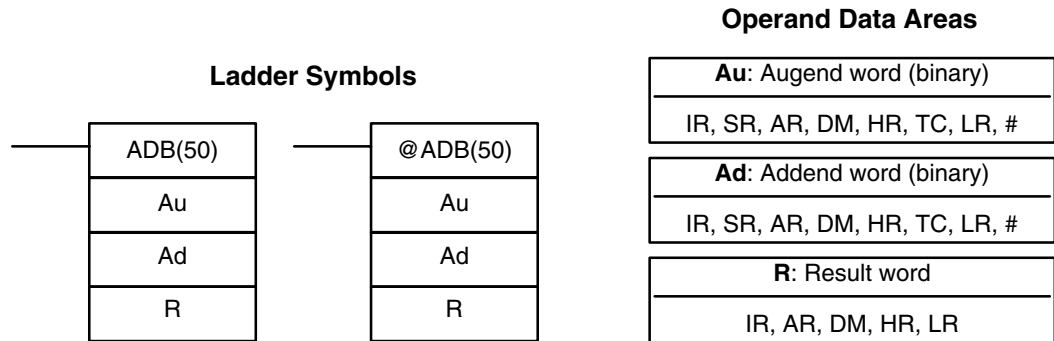 Ladder Symbols
ADB(50)
Au
Ad
R
@ADB(50)
Au
Ad
R
Operand Data Areas
Au: Augend word (binary)
IR, SR, AR, DM, HR, TC, LR, #
Ad: Addend word (binary)
IR, SR, AR, DM, HR, TC, LR, #
R: Result word
IR, AR, DM, HR, LR